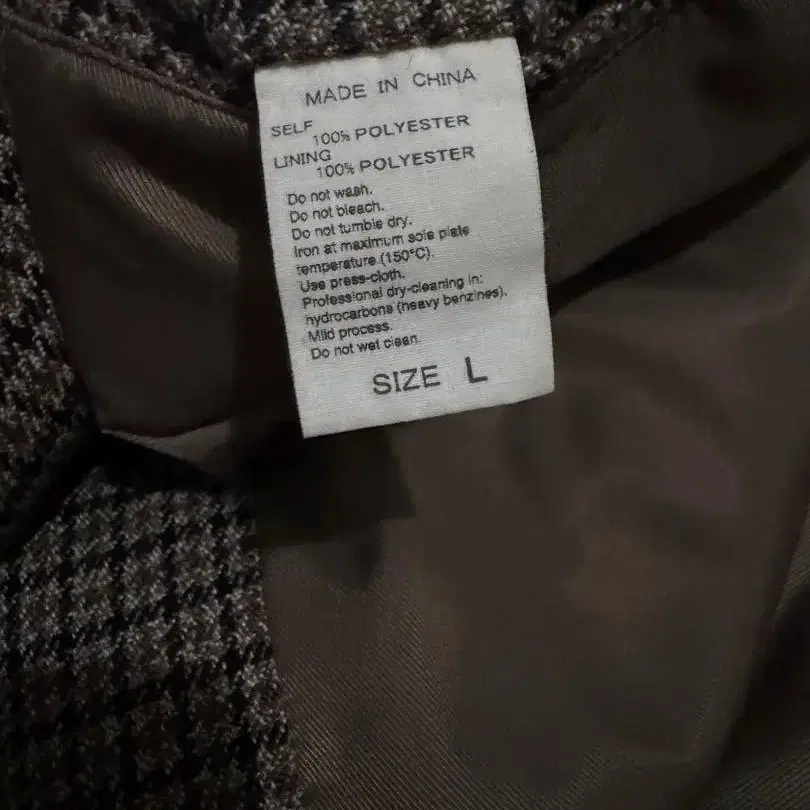 MADE IN CHINA
SELF
100% POLYESTER
LINING
100% POLYESTER
Do not wash.
Do not bleach.
Do not tumble dry.
Iron at maximum sole plate
temperature (150°C).
Use press-cloth.
Professional dry-cleaning in:
hydrocarbons (heavy benzines).
Mild process.
Do not wet clean.
SIZE L